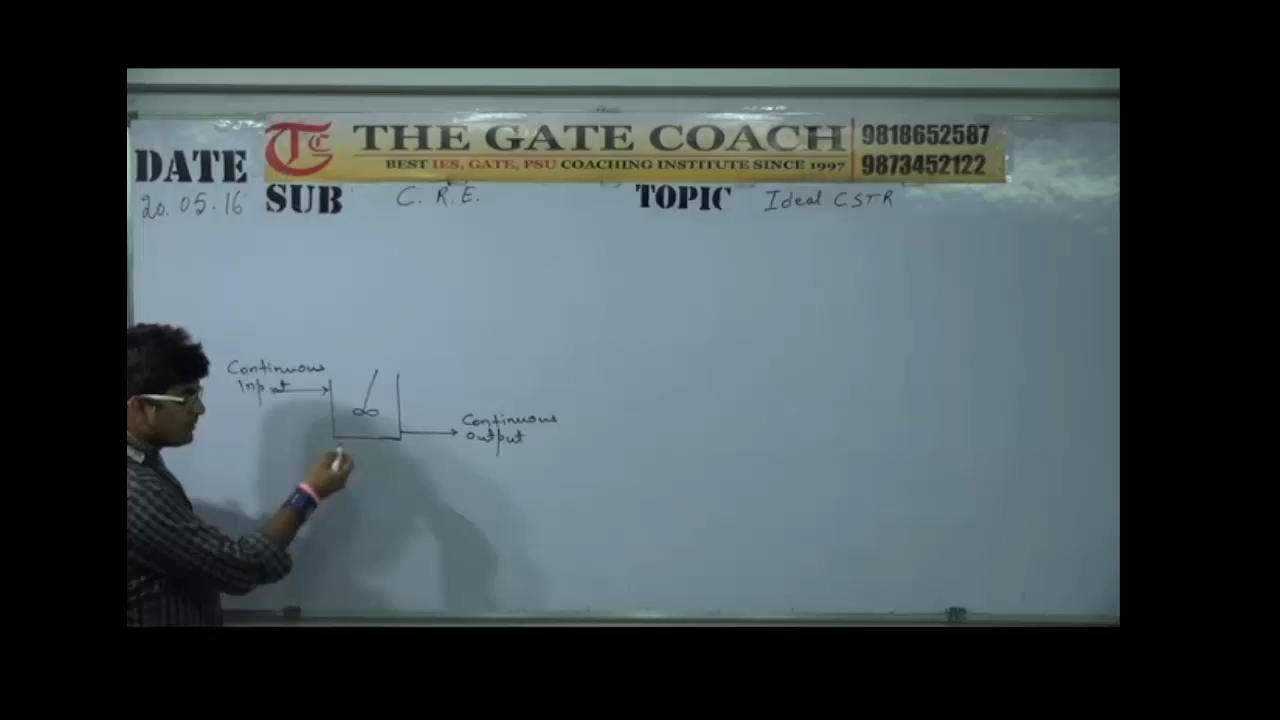 THE GATE COACH
BEST IES, GATE, PSU COACHING INSTITUTE SINCE 1997
9818652587
9873452122
DATE
20.05.16
SUB
C. R. E.
TOPIC
Ideal CSTR
Continuous
Input
Continuous
output